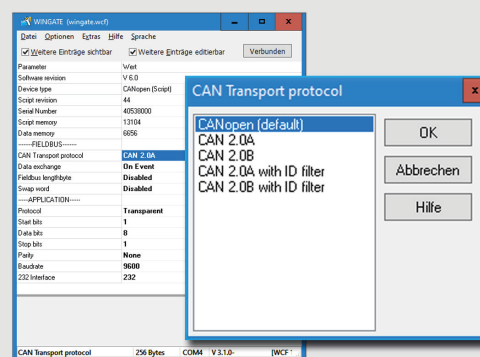 WINGATE (wingate.wcf)
Datei Optionen Extras Hilfe Sprache
Weitere Einträge sichtbar Weitere Einträge editierbar Verbunden
Parameter Wert
Software revision V 6.0
Device type CANopen (Script)
Script revision 44
Serial Number 40538000
Script memory 13104
Data memory 6656
------FIELDBUS------
CAN Transport protocol CAN 2.0A
Data exchange On Event
Fieldbus lengthbyte Disabled
Swap word Disabled
-----APPLICATION-----
Protocol Transparent
Start bits 1
Data bits 8
Stop bits 1
Parity None
Baudrate 9600
232 Interface 232
CAN Transport protocol 256 Bytes COM4 V 3.1.0- [WCF
CAN Transport protocol
CANopen (default)
CAN 2.0A
CAN 2.0B
CAN 2.0A with ID filter
CAN 2.0B with ID filter
OK
Abbrechen
Hilfe